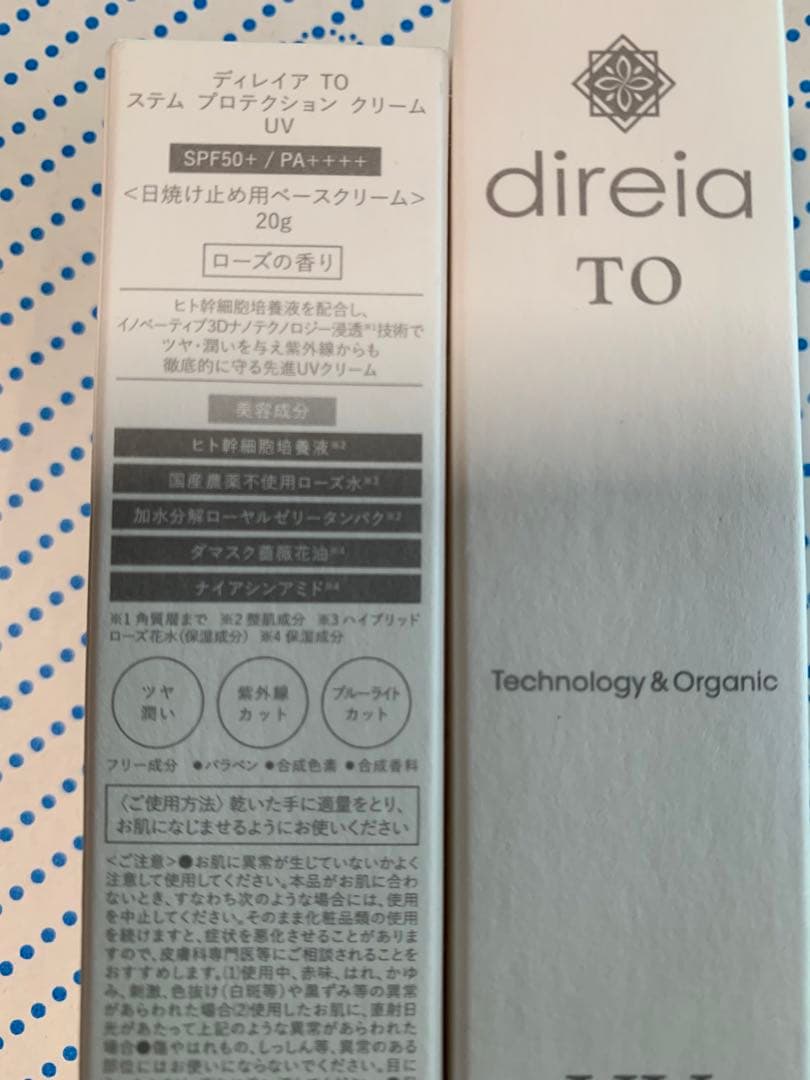 ディレイア TO
ステム プロテクション クリーム
UV
SPF50+ / PA++++
<日焼け止め用ベースクリーム>
20g
ローズの香り
ヒト幹細胞培養液を配合し、
イノベーティブ3Dナノテクノロジー浸透※1技術で
ツヤ・潤いを与え紫外線からも
徹底的に守る先進UVクリーム
美容成分
ヒト幹細胞培養液※2
国産農薬不使用ローズ水※3
加水分解ローヤルゼリータンパク※2
ダマスク薔薇花油※4
ナイアシンアミド※4
※1 角質層まで ※2 整肌成分 ※3 ハイブリッド
ローズ花水(保湿成分) ※4 保湿成分
ツヤ
潤い
紫外線
カット
ブルーライト
カット
フリー成分 ●パラベン ●合成色素 ●合成香料
〈ご使用方法〉乾いた手に適量をとり、
お肌になじませるようにお使いください
<ご注意>●お肌に異常が生じていないかよく
注意して使用してください。本品がお肌に合わ
ないとき、すなわち次のような場合には、使用
を中止してください。そのまま化粧品類の使用
を続けますと、症状を悪化させることがありま
すので、皮膚科専門医等にご相談されることを
おすすめします。(1)使用中、赤味、はれ、かゆ
み、刺激、色抜け(白斑等)や黒ずみ等の異常
があらわれた場合(2)使用したお肌に、直射日
光があたって上記のような異常があらわれた
場合●傷やはれもの、しっしん等、異常のある
部位にはお使いにならないでください。目に
direia
TO
Technology & Organic